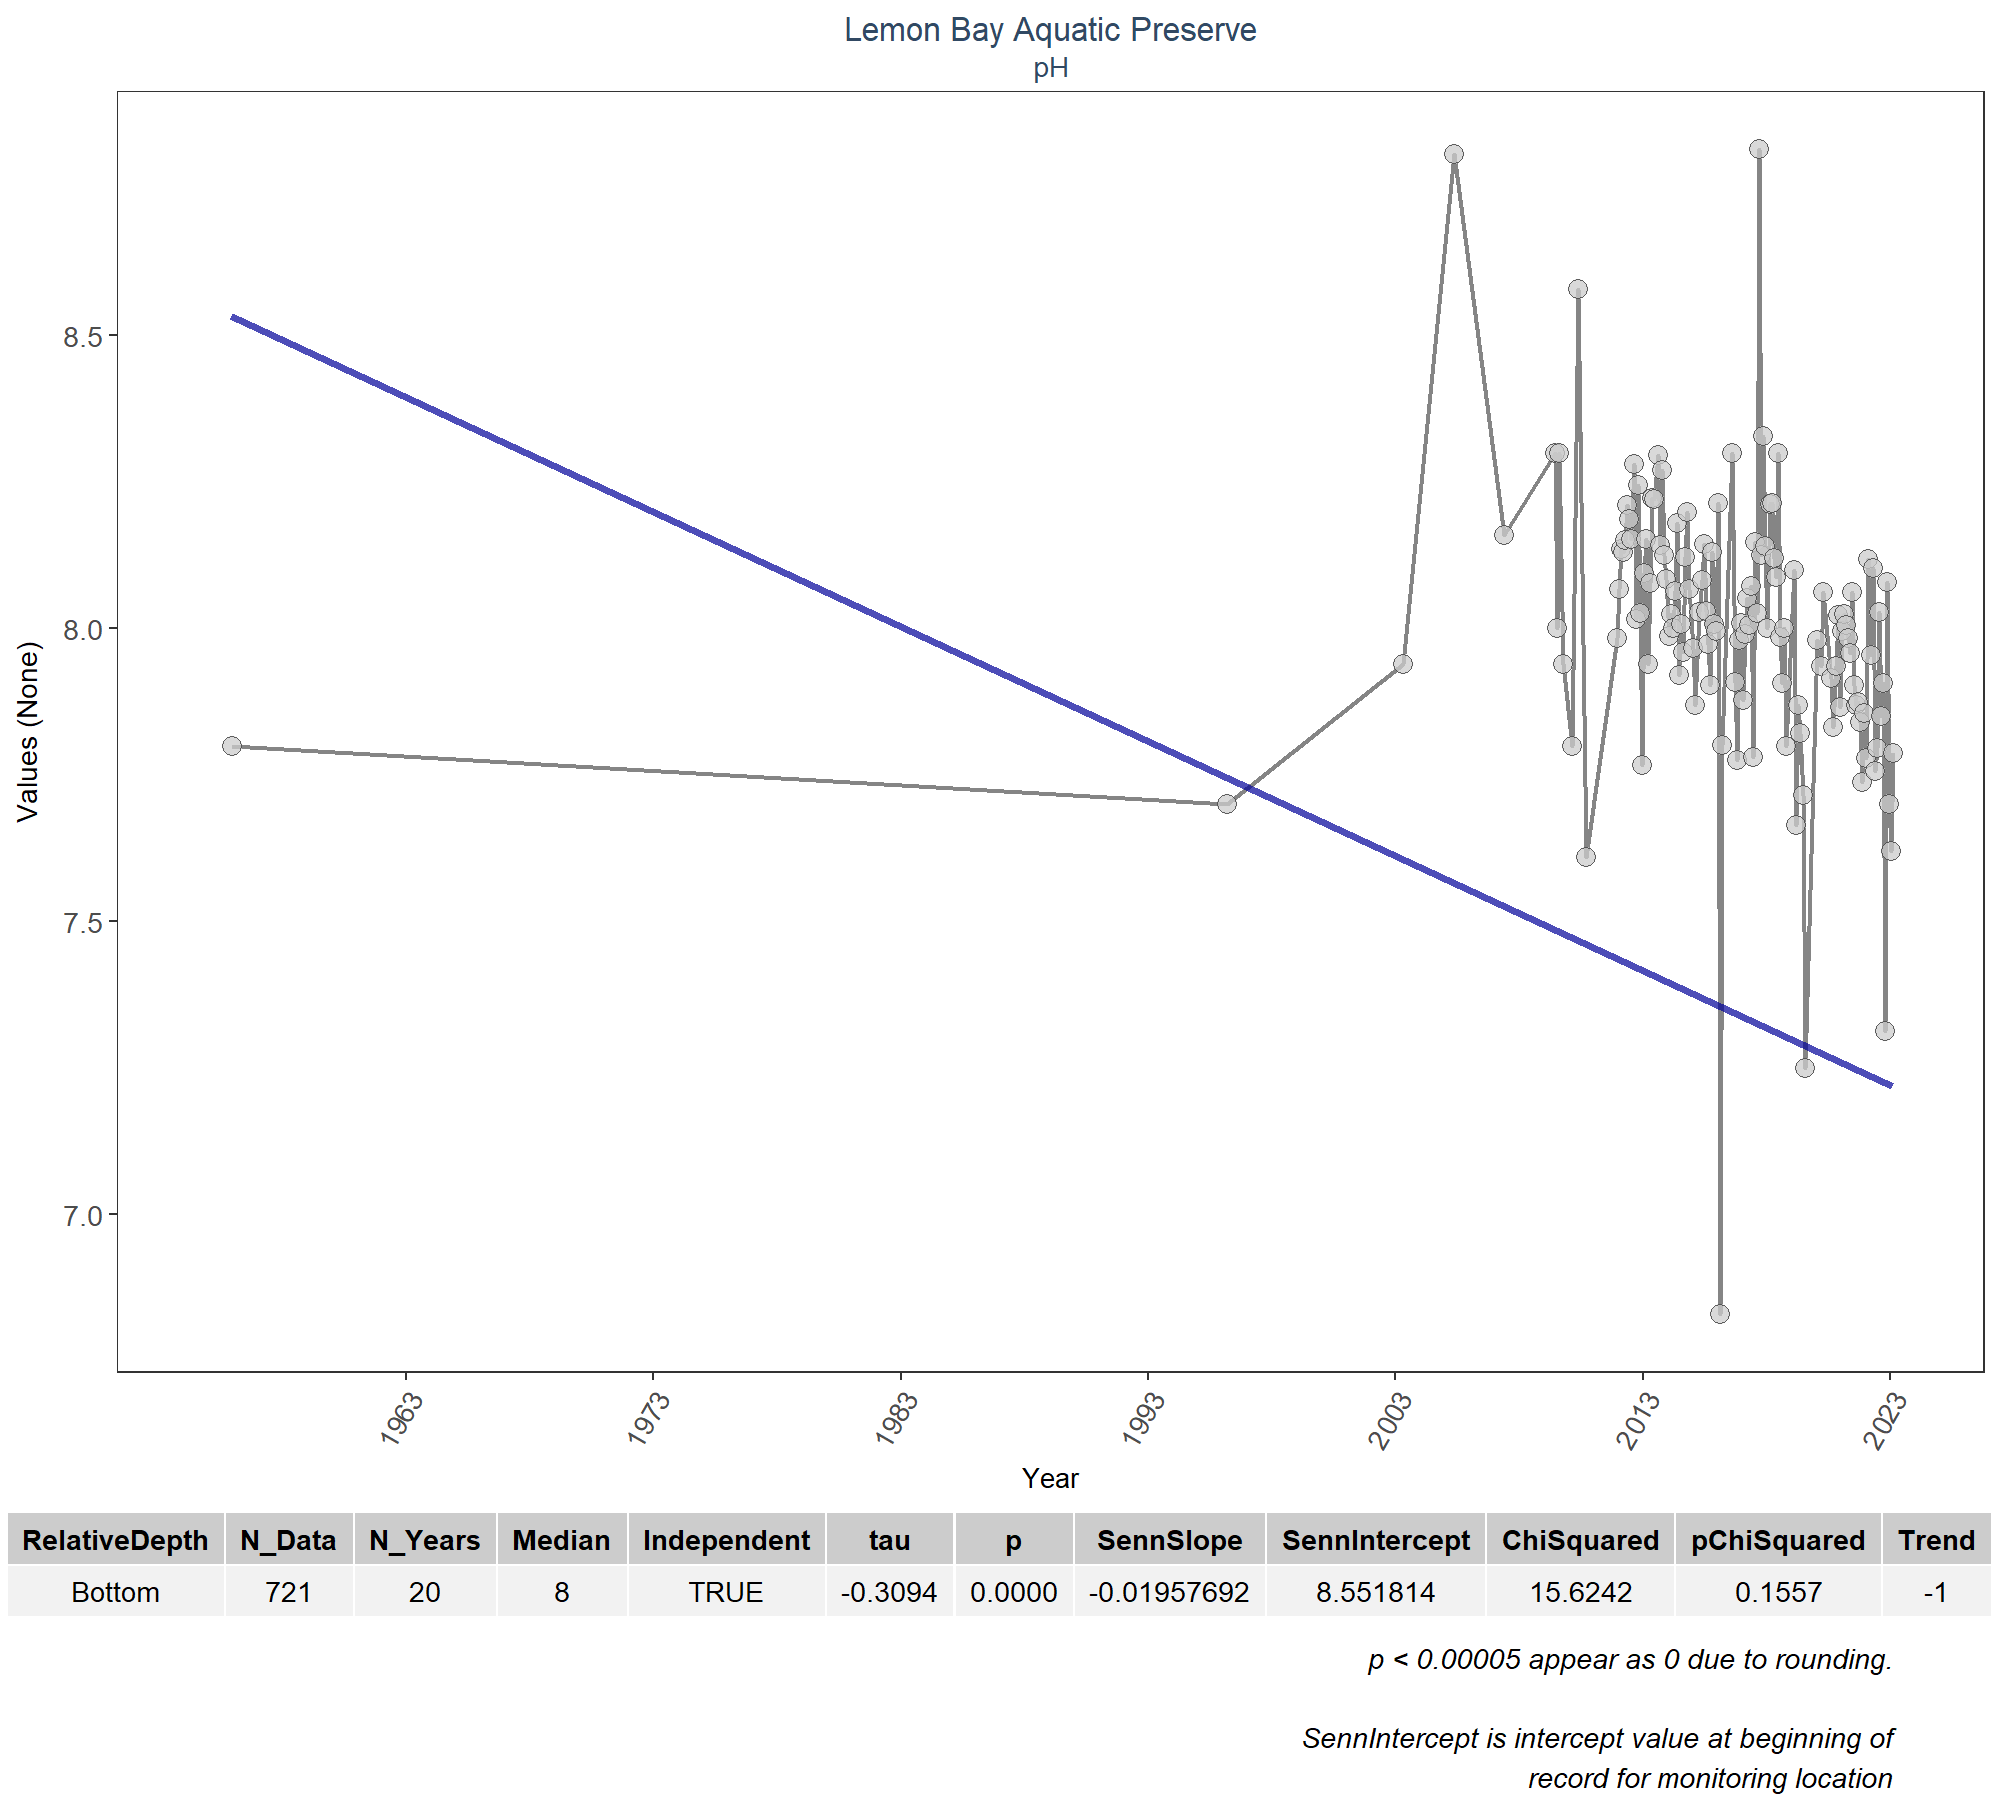 Lemon Bay Aquatic Preserve
pH
Values (None)
8.5
8.0
7.5
7.0
1963 1973 1983 1993 2003 2013 2023
Year
RelativeDepth N_Data N_Years Median Independent tau p SennSlope SennIntercept ChiSquared pChiSquared Trend
Bottom 721 20 8 TRUE -0.3094 0.0000 -0.01957692 8.551814 15.6242 0.1557 -1
p < 0.00005 appear as 0 due to rounding.
SennIntercept is intercept value at beginning of
record for monitoring location